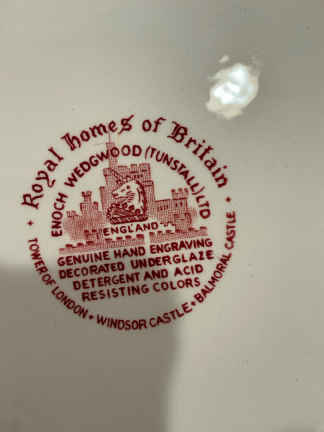 • Royal homes of Britain •
ENOCH WEDGWOOD (TUNSTALL) LTD
ENGLAND
GENUINE HAND ENGRAVING
DECORATED UNDERGLAZE
DETERGENT AND ACID
RESISTING COLORS
TOWER OF LONDON • WINDSOR CASTLE • BALMORAL CASTLE